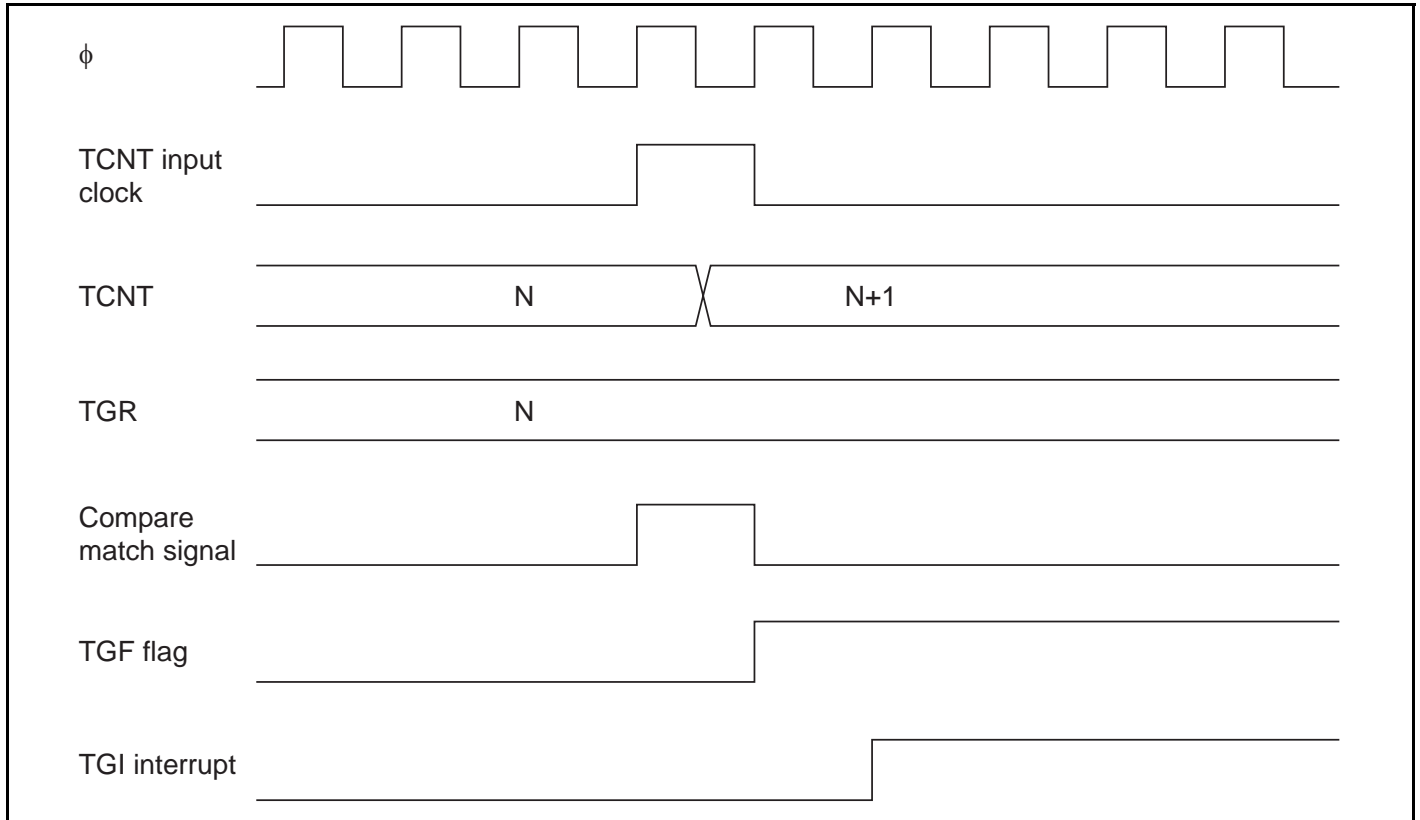 ϕ
TCNT input
clock
TCNT
N
N+1
TGR
N
Compare
match signal
TGF flag
TGI interrupt